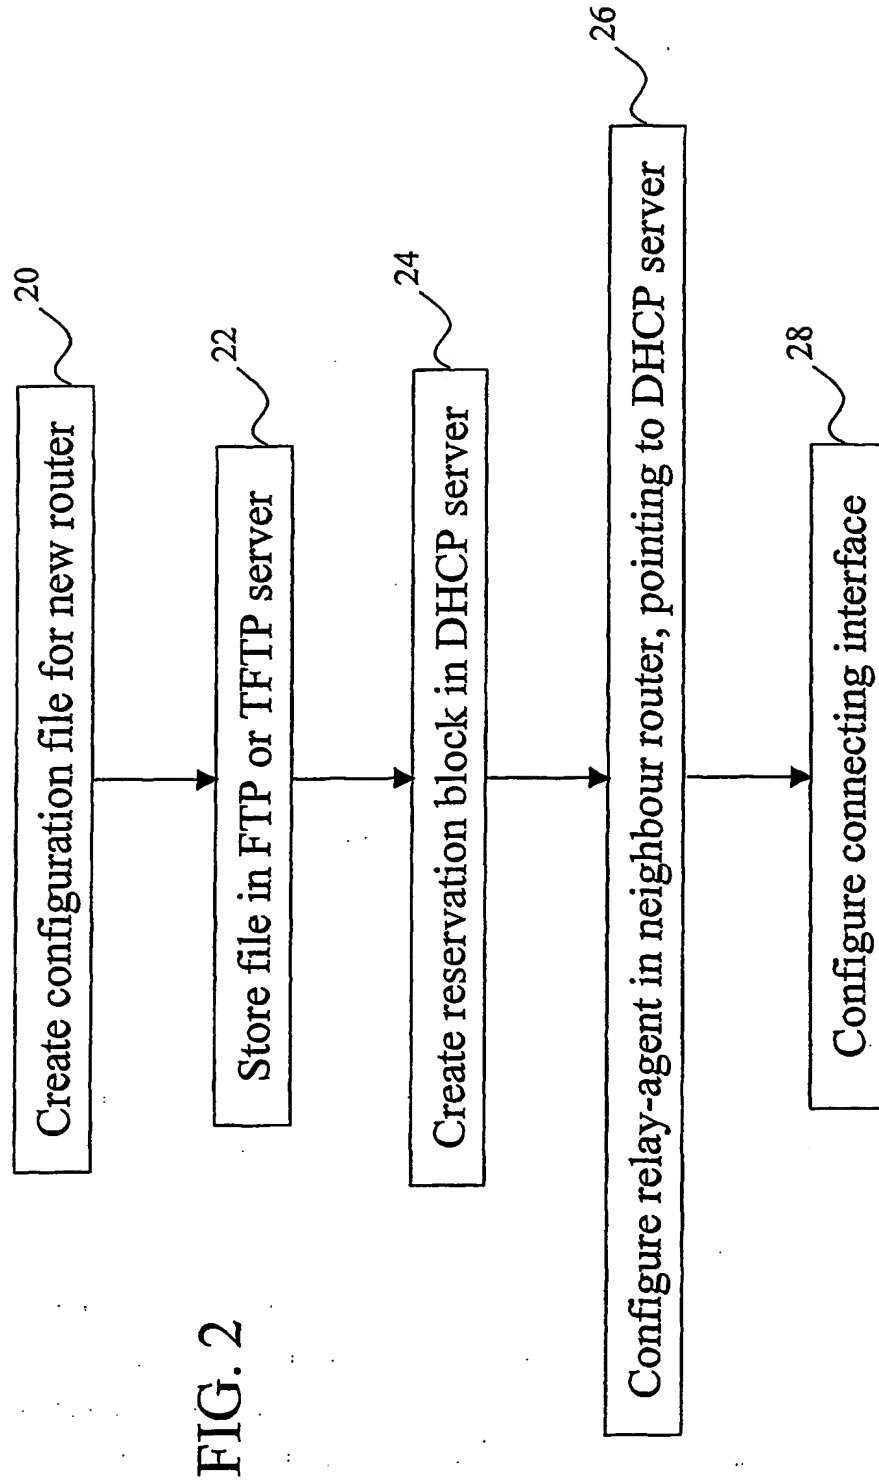 FIG. 2
Create configuration file for new router
20
Store file in FTP or TFTP server
22
Create reservation block in DHCP server
24
Configure relay-agent in neighbour router, pointing to DHCP server
26
Configure connecting interface
28